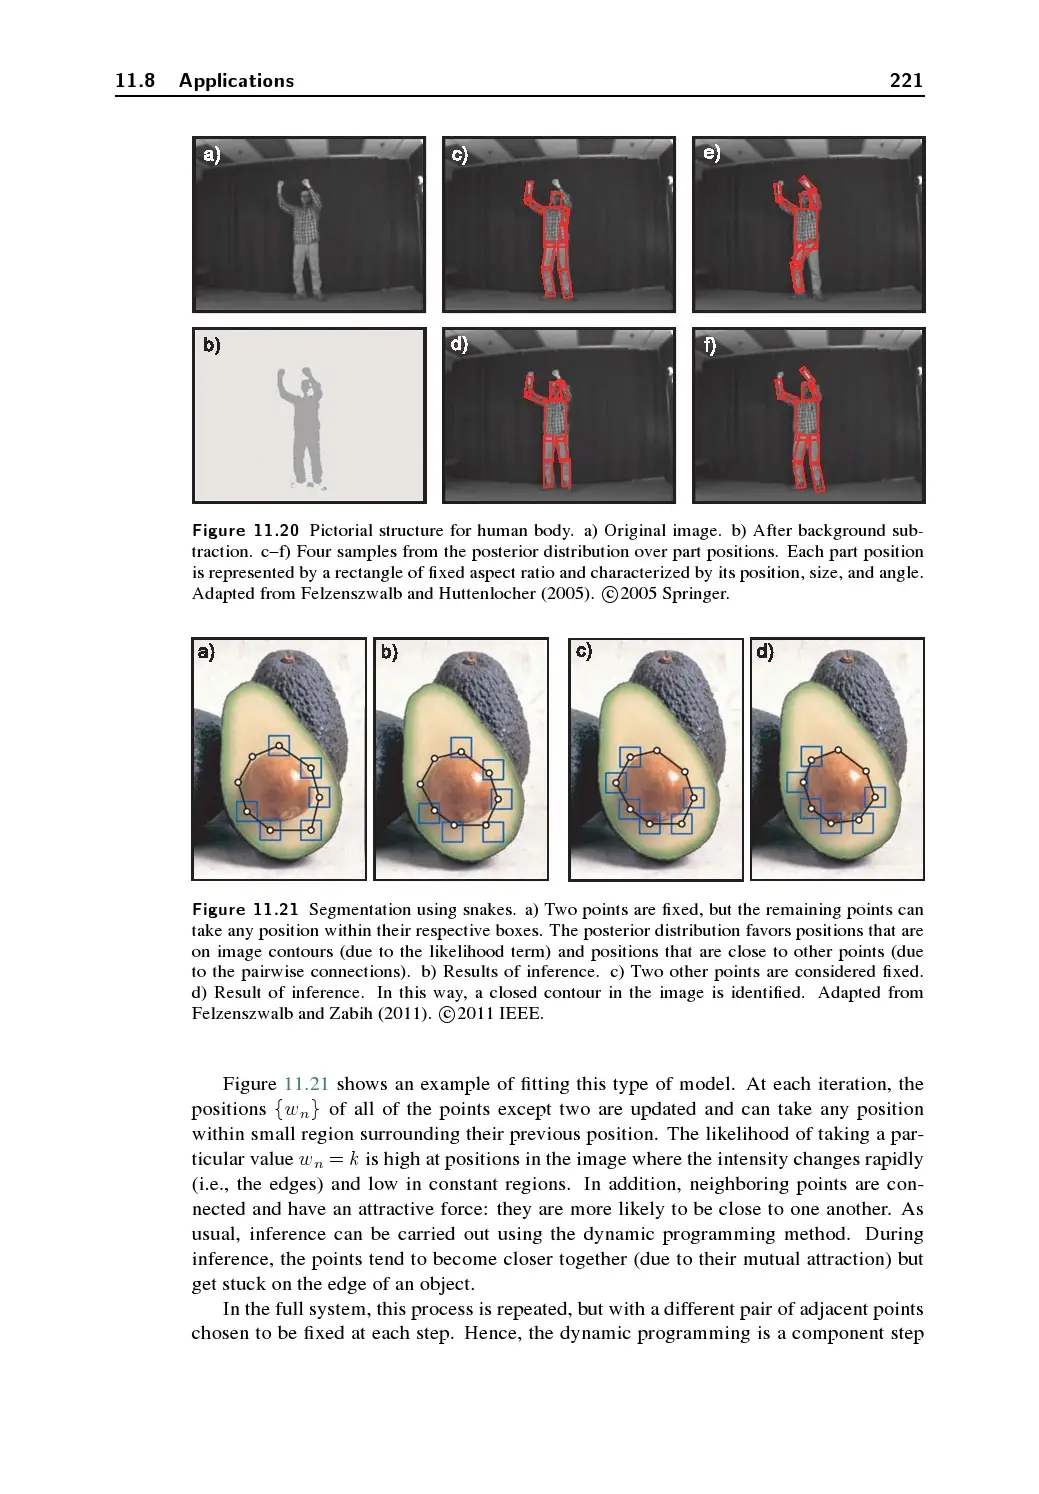 11.8 Applications 221
a) c) e)
b) d) f)
Figure 11.20 Pictorial structure for human body. a) Original image. b) After background sub-
traction. c–f) Four samples from the posterior distribution over part positions. Each part position
is represented by a rectangle of fixed aspect ratio and characterized by its position, size, and angle.
Adapted from Felzenszwalb and Huttenlocher (2005). ©2005 Springer.
a) b) c) d)
Figure 11.21 Segmentation using snakes. a) Two points are fixed, but the remaining points can
take any position within their respective boxes. The posterior distribution favors positions that are
on image contours (due to the likelihood term) and positions that are close to other points (due
to the pairwise connections). b) Results of inference. c) Two other points are considered fixed.
d) Result of inference. In this way, a closed contour in the image is identified. Adapted from
Felzenszwalb and Zabih (2011). ©2011 IEEE.
Figure 11.21 shows an example of fitting this type of model. At each iteration, the
positions {wₙ} of all of the points except two are updated and can take any position
within small region surrounding their previous position. The likelihood of taking a par-
ticular value wₙ = k is high at positions in the image where the intensity changes rapidly
(i.e., the edges) and low in constant regions. In addition, neighboring points are con-
nected and have an attractive force: they are more likely to be close to one another. As
usual, inference can be carried out using the dynamic programming method. During
inference, the points tend to become closer together (due to their mutual attraction) but
get stuck on the edge of an object.
In the full system, this process is repeated, but with a different pair of adjacent points
chosen to be fixed at each step. Hence, the dynamic programming is a component step